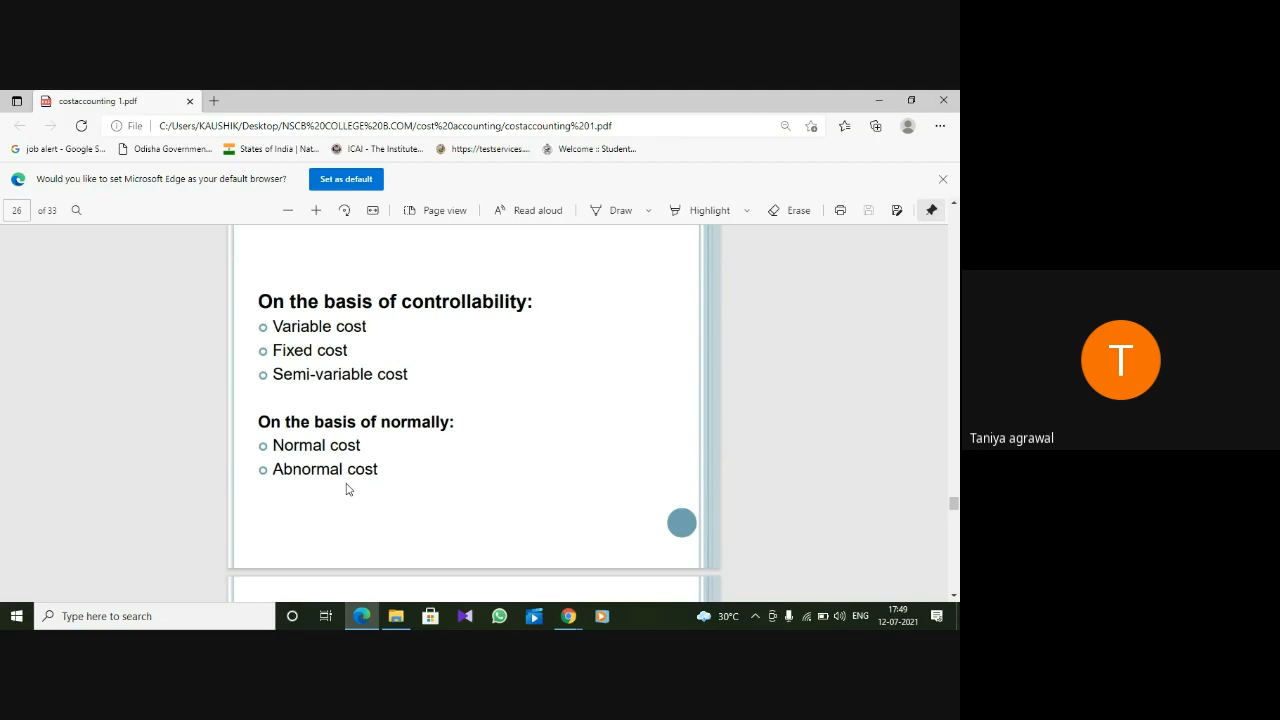 costaccounting 1.pdf
File
C:/Users/KAUSHIK/Desktop/NSCB%20COLLEGE%20B.COM/cost%20accounting/costaccounting%201.pdf
job alert - Google S...
Odisha Governmen...
States of India | Nat...
ICAI - The Institute...
https://testservices....
Welcome :: Student...
Would you like to set Microsoft Edge as your default browser?
Set as default
26 of 33
Page view
Read aloud
Draw
Highlight
Erase
On the basis of controllability:
Variable cost
Fixed cost
Semi-variable cost
On the basis of normally:
Normal cost
Abnormal cost
T
Taniya agrawal
Type here to search
30°C
ENG
17:49
12-07-2021